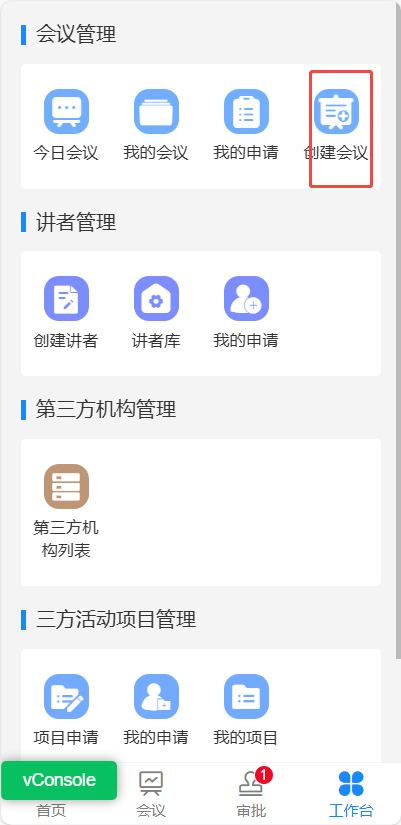 会议管理
今日会议 我的会议 我的申请 创建会议
讲者管理
创建讲者 讲者库 我的申请
第三方机构管理
第三方机
构列表
三方活动项目管理
项目申请 我的申请 我的项目
vConsole
1
首页 会议 审批 工作台